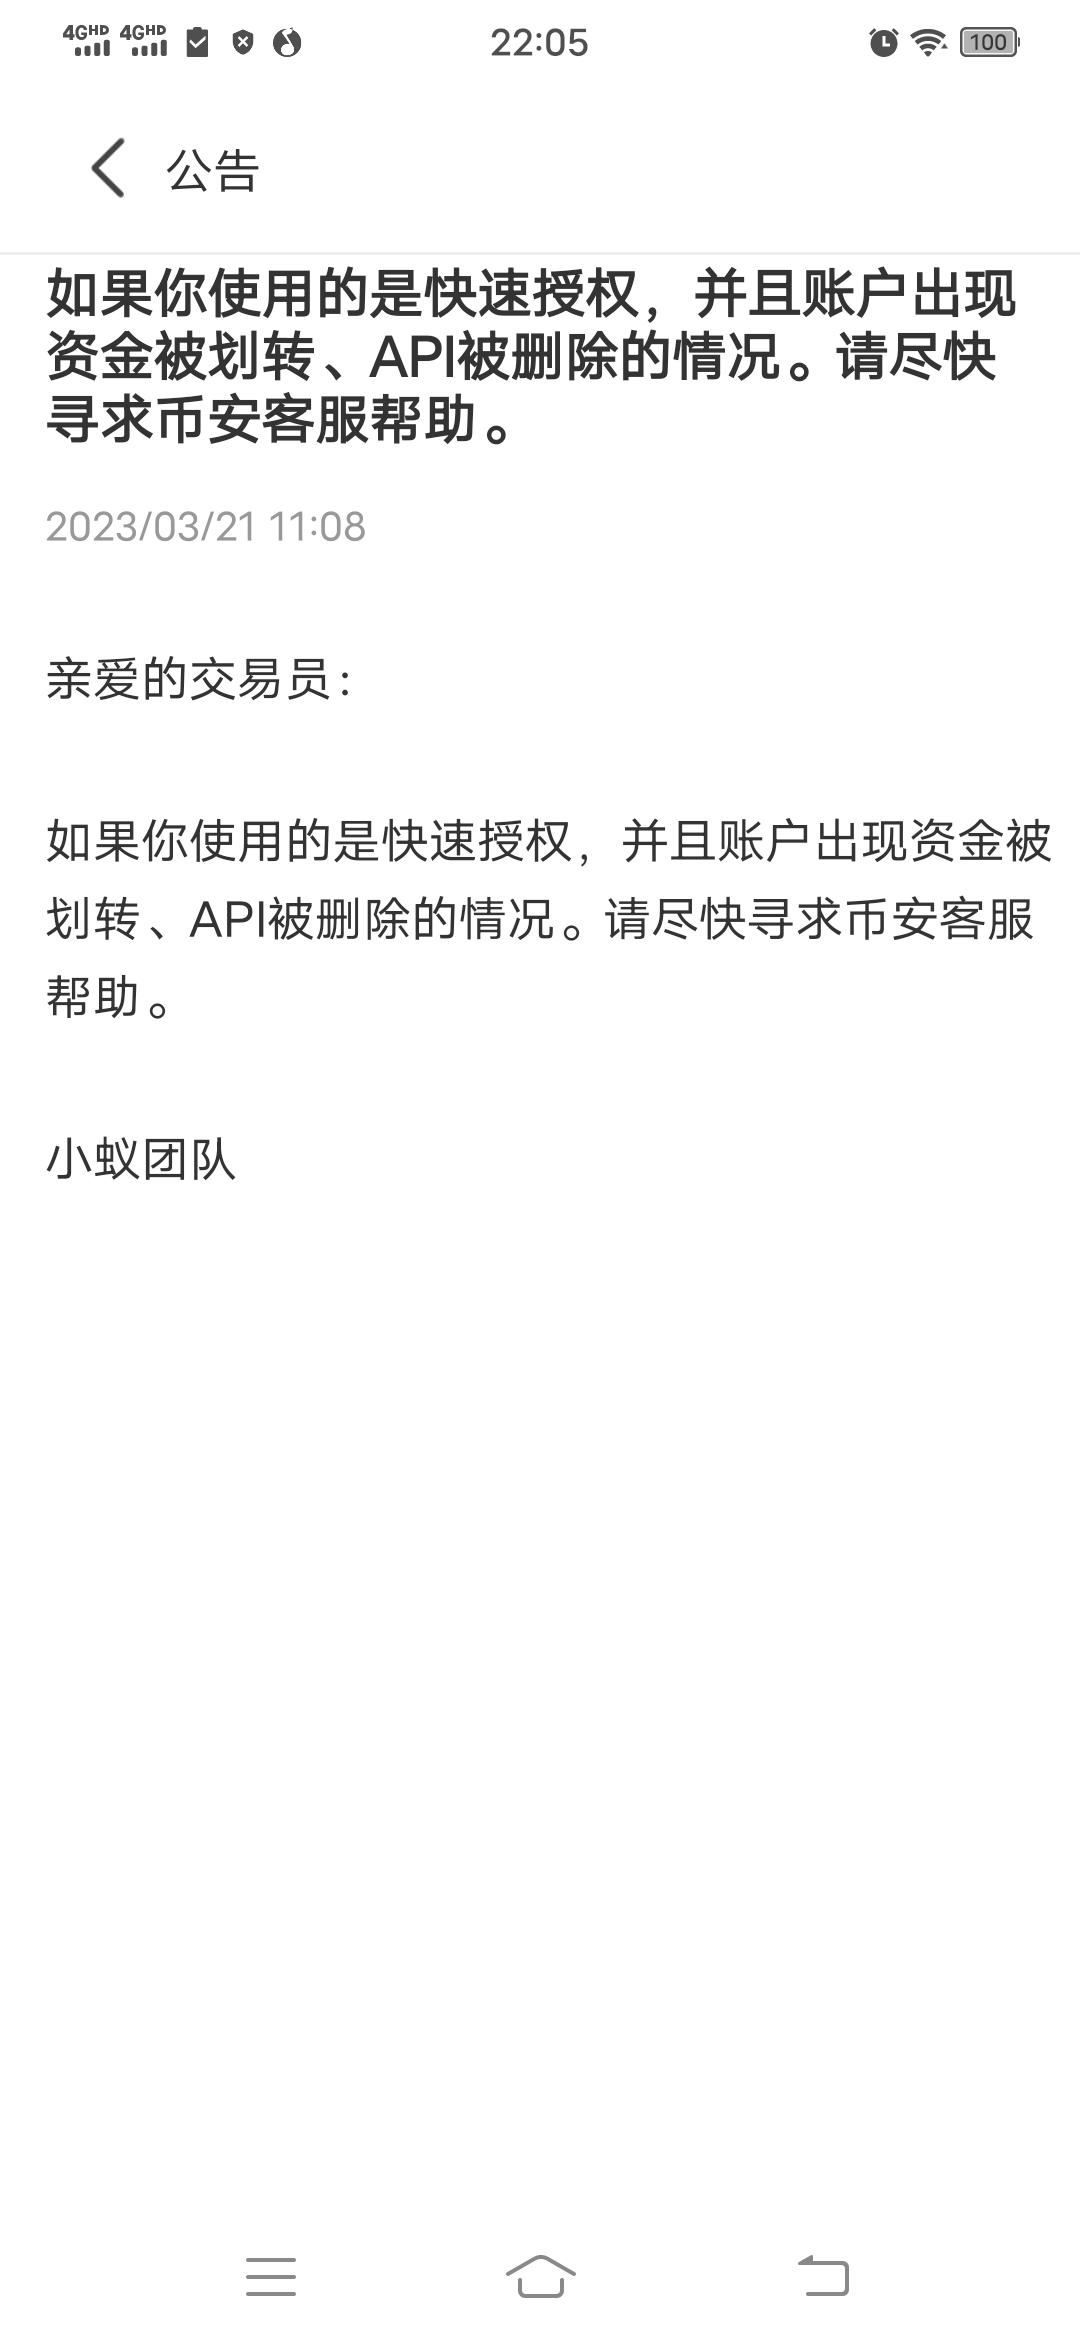 4GHD 4GHD 22:05 100
公告
如果你使用的是快速授权，并且账户出现
资金被划转、API被删除的情况。请尽快
寻求币安客服帮助。
2023/03/21 11:08
亲爱的交易员：
如果你使用的是快速授权，并且账户出现资金被
划转、API被删除的情况。请尽快寻求币安客服
帮助。
小蚁团队